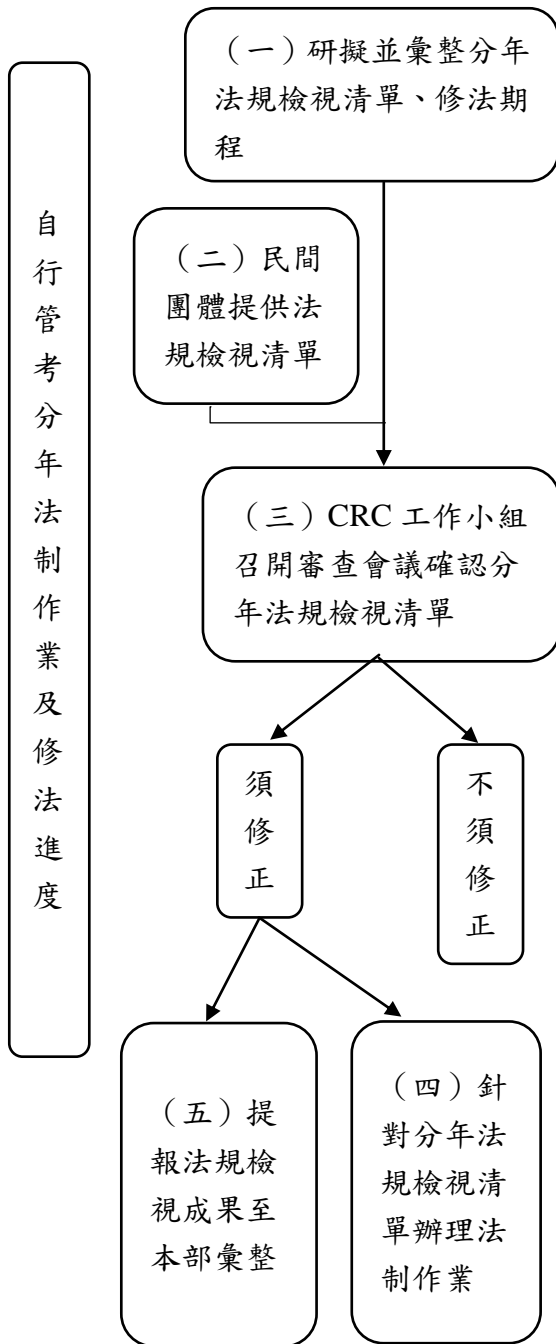 自行管考分年法制作業及修法進度
（一）研擬並彙整分年
法規檢視清單、修法期
程
（二）民間
團體提供法
規檢視清單
（三）CRC 工作小組
召開審查會議確認分
年法規檢視清單
須修正
不須修正
（五）提
報法規檢
視成果至
本部彙整
（四）針
對分年法
規檢視清
單辦理法
制作業